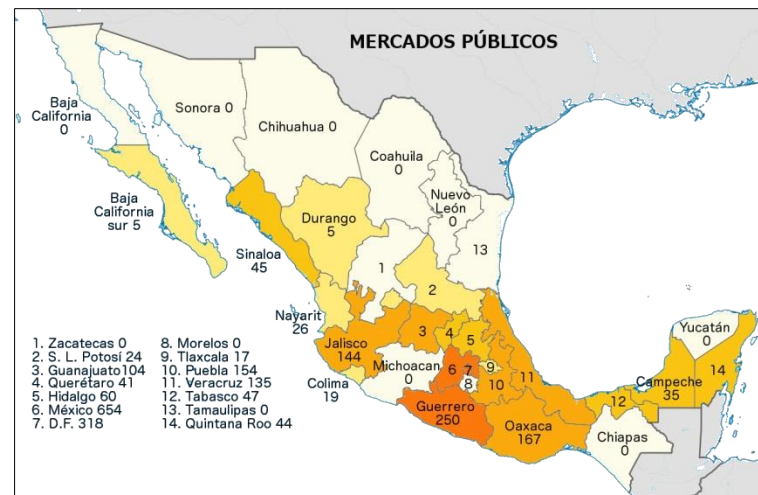 MERCADOS PÚBLICOS
Baja
California
0
Sonora 0
Chihuahua 0
Coahuila
0
Nuevo
León
0
Baja
California
sur 5
Durango
5
Sinaloa
45
13
1
2
Nayarit
26
Jalisco
144
3
4
5
Michoacan
0
6
7
8
9
10
11
Colima
19
Guerrero
250
Oaxaca
167
12
Chiapas
0
Yucatán
0
Campeche
35
14
1. Zacatecas 0
2. S. L. Potosí 24
3. Guanajuato104
4. Querétaro 41
5. Hidalgo 60
6. México 654
7. D.F. 318
8. Morelos 0
9. Tlaxcala 17
10. Puebla 154
11. Veracruz 135
12. Tabasco 47
13. Tamaulipas 0
14. Quintana Roo 44